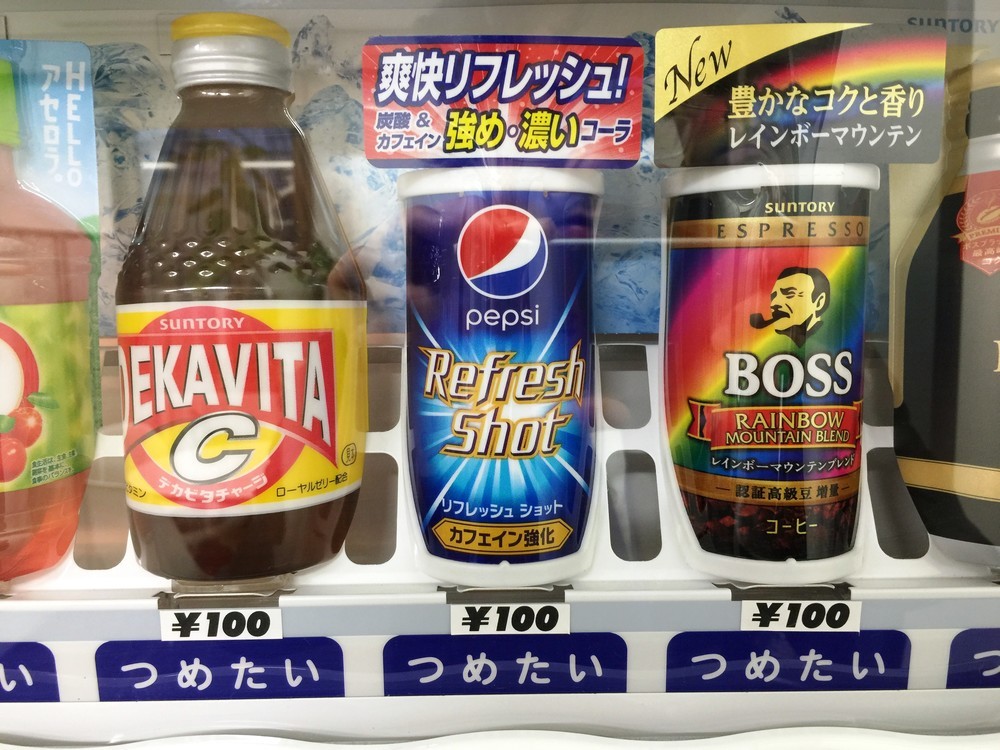 HELLO
アセロラ。
SUNTORY
DEKAVITA
C
デカビタチャージ
ビタミン
ローヤルゼリー配合
爽快リフレッシュ!
炭酸 &
カフェイン 強め・濃いコーラ
pepsi
Refresh
Shot
リフレッシュ ショット
カフェイン強化
New
豊かなコクと香り
レインボーマウンテン
SUNTORY
ESPRESSO
BOSS
RAINBOW
MOUNTAIN BLEND
レインボーマウンテンブレンド
認証高級豆増量
コーヒー
SUNTORY
¥100
¥100
¥100
い
つめたい
つめたい
つめたい
つ